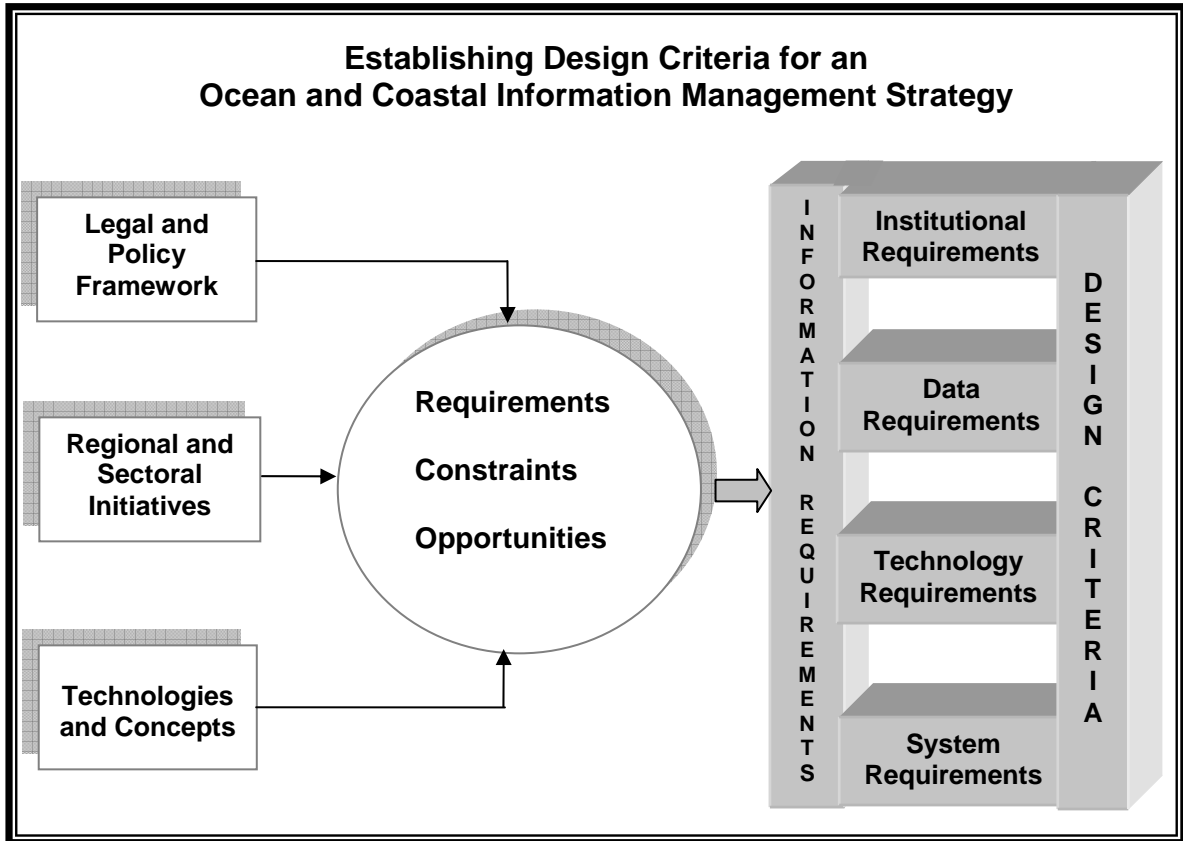 Establishing Design Criteria for an
Ocean and Coastal Information Management Strategy
Legal and
Policy
Framework
Regional and
Sectoral
Initiatives
Technologies
and Concepts
Requirements
Constraints
Opportunities
INFORMATION REQUIREMENTS
Institutional
Requirements
Data
Requirements
Technology
Requirements
System
Requirements
DESIGN CRITERIA